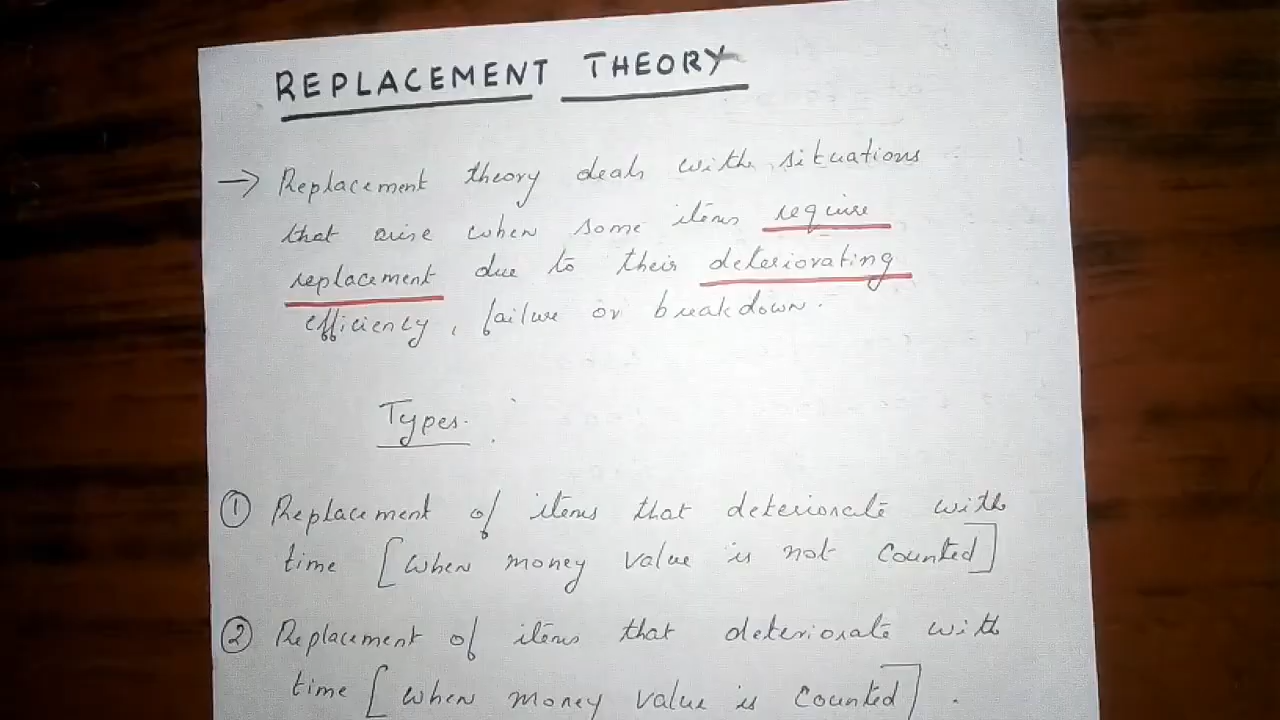 REPLACEMENT THEORY
→ Replacement theory deals with situations
that arise when some items require
replacement due to their deteriorating
efficiency, failure or breakdown.
Types.
① Replacement of items that deteriorate with
time [when money value is not counted]
② Replacement of items that deteriorate with
time [when money value is counted].